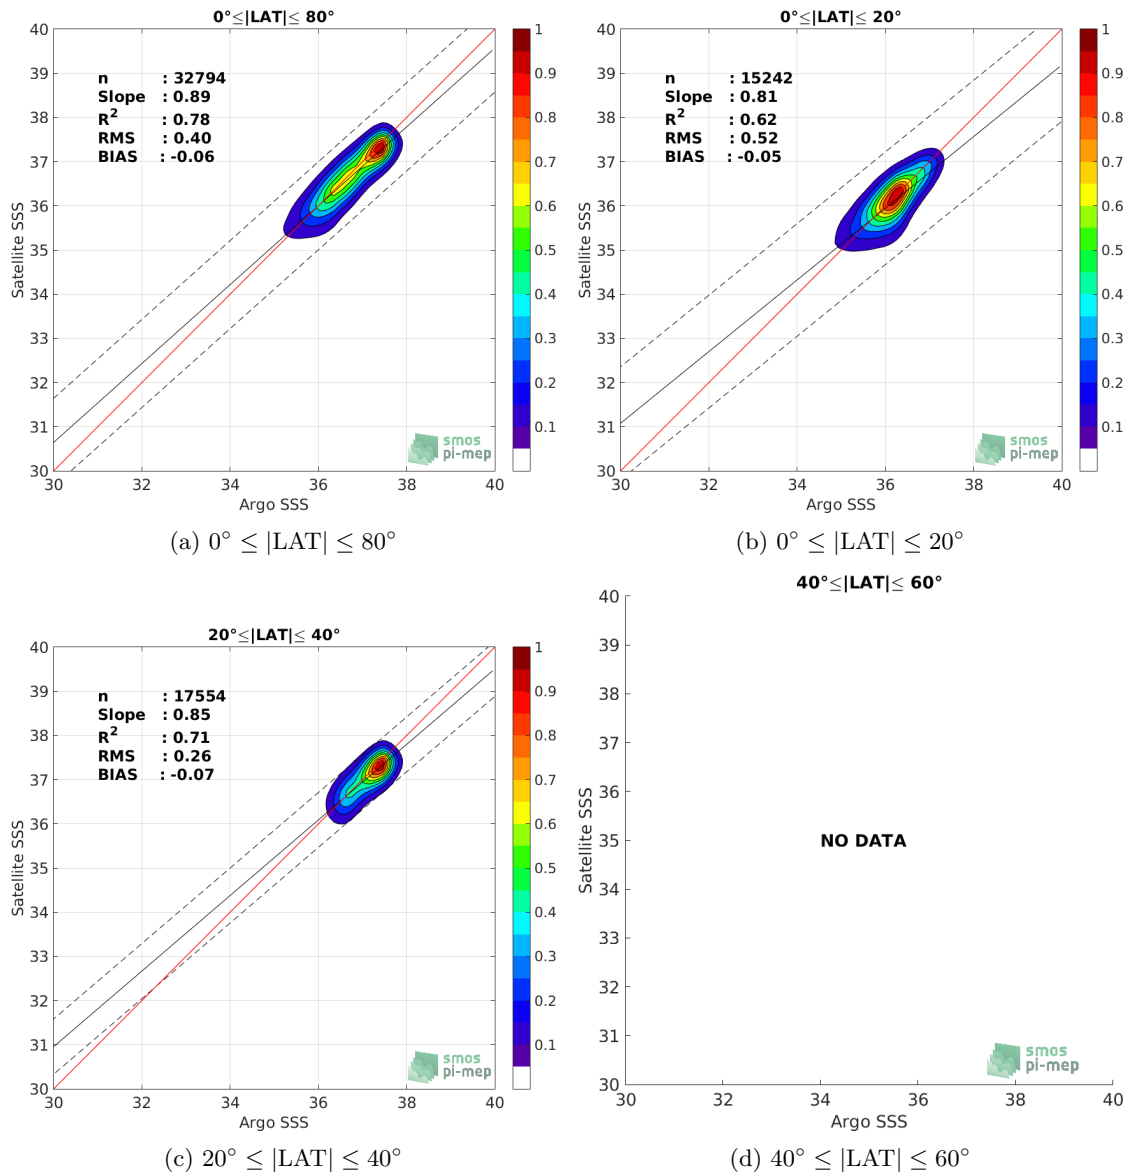 0°≤|LAT|≤ 80°
40
39
38
37
36
35
34
33
32
31
30
Satellite SSS
n : 32794
Slope : 0.89
R2 : 0.78
RMS : 0.40
BIAS : -0.06
smos
pi-mep
30 32 34 36 38 40
Argo SSS
1
0.9
0.8
0.7
0.6
0.5
0.4
0.3
0.2
0.1
(a) 0° ≤ |LAT| ≤ 80°
0°≤|LAT|≤ 20°
40
39
38
37
36
35
34
33
32
31
30
Satellite SSS
n : 15242
Slope : 0.81
R2 : 0.62
RMS : 0.52
BIAS : -0.05
smos
pi-mep
30 32 34 36 38 40
Argo SSS
1
0.9
0.8
0.7
0.6
0.5
0.4
0.3
0.2
0.1
(b) 0° ≤ |LAT| ≤ 20°
20°≤|LAT|≤ 40°
40
39
38
37
36
35
34
33
32
31
30
Satellite SSS
n : 17554
Slope : 0.85
R2 : 0.71
RMS : 0.26
BIAS : -0.07
smos
pi-mep
30 32 34 36 38 40
Argo SSS
1
0.9
0.8
0.7
0.6
0.5
0.4
0.3
0.2
0.1
(c) 20° ≤ |LAT| ≤ 40°
40°≤|LAT|≤ 60°
40
39
38
37
36
35
34
33
32
31
30
Satellite SSS
NO DATA
smos
pi-mep
30 32 34 36 38 40
Argo SSS
(d) 40° ≤ |LAT| ≤ 60°